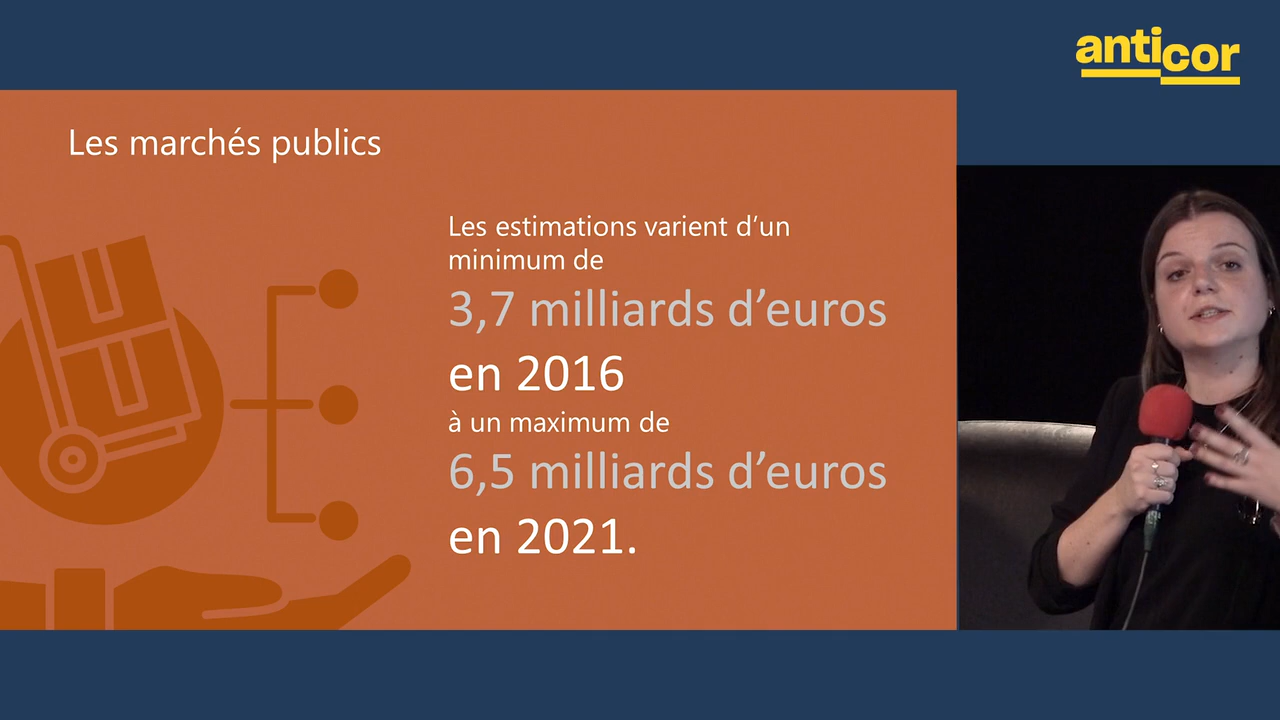 anticor
Les marchés publics
Les estimations varient d’un
minimum de
3,7 milliards d’euros
en 2016
à un maximum de
6,5 milliards d’euros
en 2021.